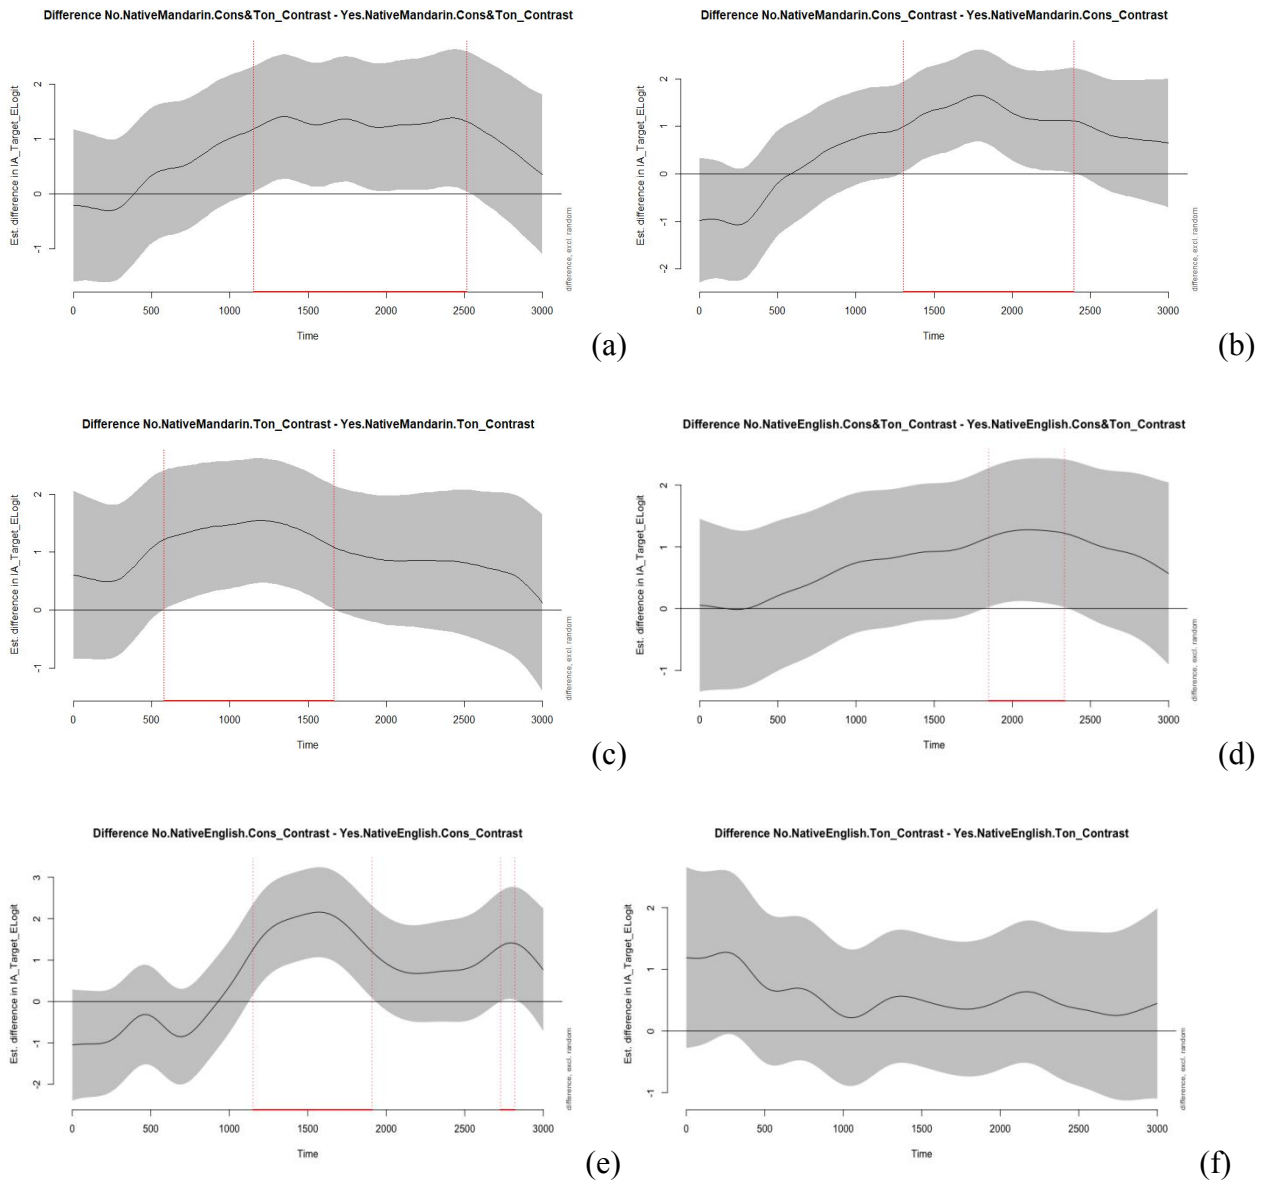 Difference No.NativeMandarin.Cons&Ton_Contrast - Yes.NativeMandarin.Cons&Ton_Contrast
Est. difference in IA_Target_ELogit
2
1
0
-1
0 500 1000 1500 2000 2500 3000
Time
difference, excl. random
(a)
Difference No.NativeMandarin.Cons_Contrast - Yes.NativeMandarin.Cons_Contrast
Est. difference in IA_Target_ELogit
2
1
0
-1
-2
0 500 1000 1500 2000 2500 3000
Time
difference, excl. random
(b)
Difference No.NativeMandarin.Ton_Contrast - Yes.NativeMandarin.Ton_Contrast
Est. difference in IA_Target_ELogit
2
1
0
-1
0 500 1000 1500 2000 2500 3000
Time
difference, excl. random
(c)
Difference No.NativeEnglish.Cons&Ton_Contrast - Yes.NativeEnglish.Cons&Ton_Contrast
Est. difference in IA_Target_ELogit
2
1
0
-1
0 500 1000 1500 2000 2500 3000
Time
difference, excl. random
(d)
Difference No.NativeEnglish.Cons_Contrast - Yes.NativeEnglish.Cons_Contrast
Est. difference in IA_Target_ELogit
3
2
1
0
-1
-2
0 500 1000 1500 2000 2500 3000
Time
difference, excl. random
(e)
Difference No.NativeEnglish.Ton_Contrast - Yes.NativeEnglish.Ton_Contrast
Est. difference in IA_Target_ELogit
2
1
0
-1
0 500 1000 1500 2000 2500 3000
Time
difference, excl. random
(f)